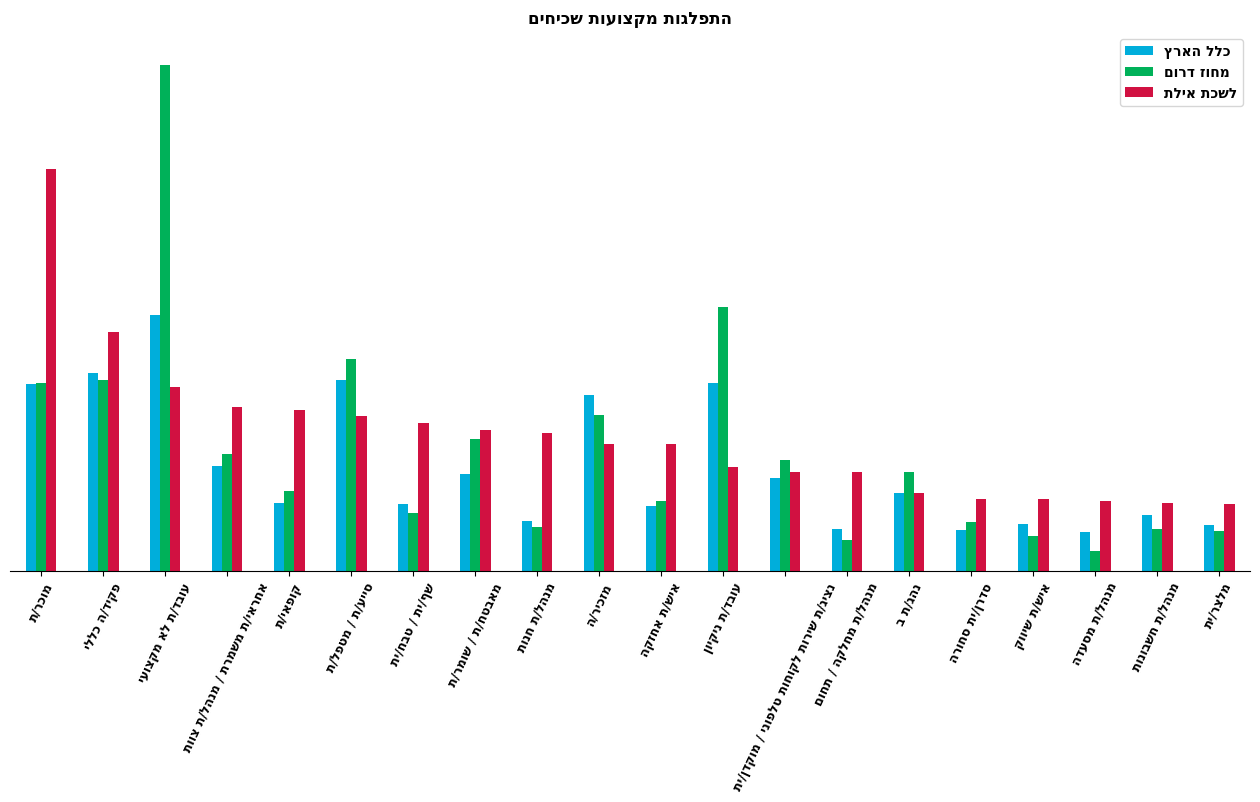 התפלגות מקצועות שכיחים
כלל הארץ
מחוז דרום
לשכת אילת
מוכר/ת
פקיד/ה כללי
עובד/ת לא מקצועי
אחראי/ת משמרת / מנהל/ת צוות
קופאי/ת
סייע/ת / מטפל/ת
שף/ית / טבח/ית
מאבטח/ת / שומר/ת
מנהל/ת חנות
מזכיר/ה
איש/ת אחזקה
עובד/ת ניקיון
נציג/ת שירות לקוחות טלפוני / מוקדן/ית
מנהל/ת מחלקה / תחום
נהג/ת ב
סדרן/ית סחורה
איש/ת שיווק
מנהל/ת מסעדה
מנהל/ת חשבונות
מלצר/ית